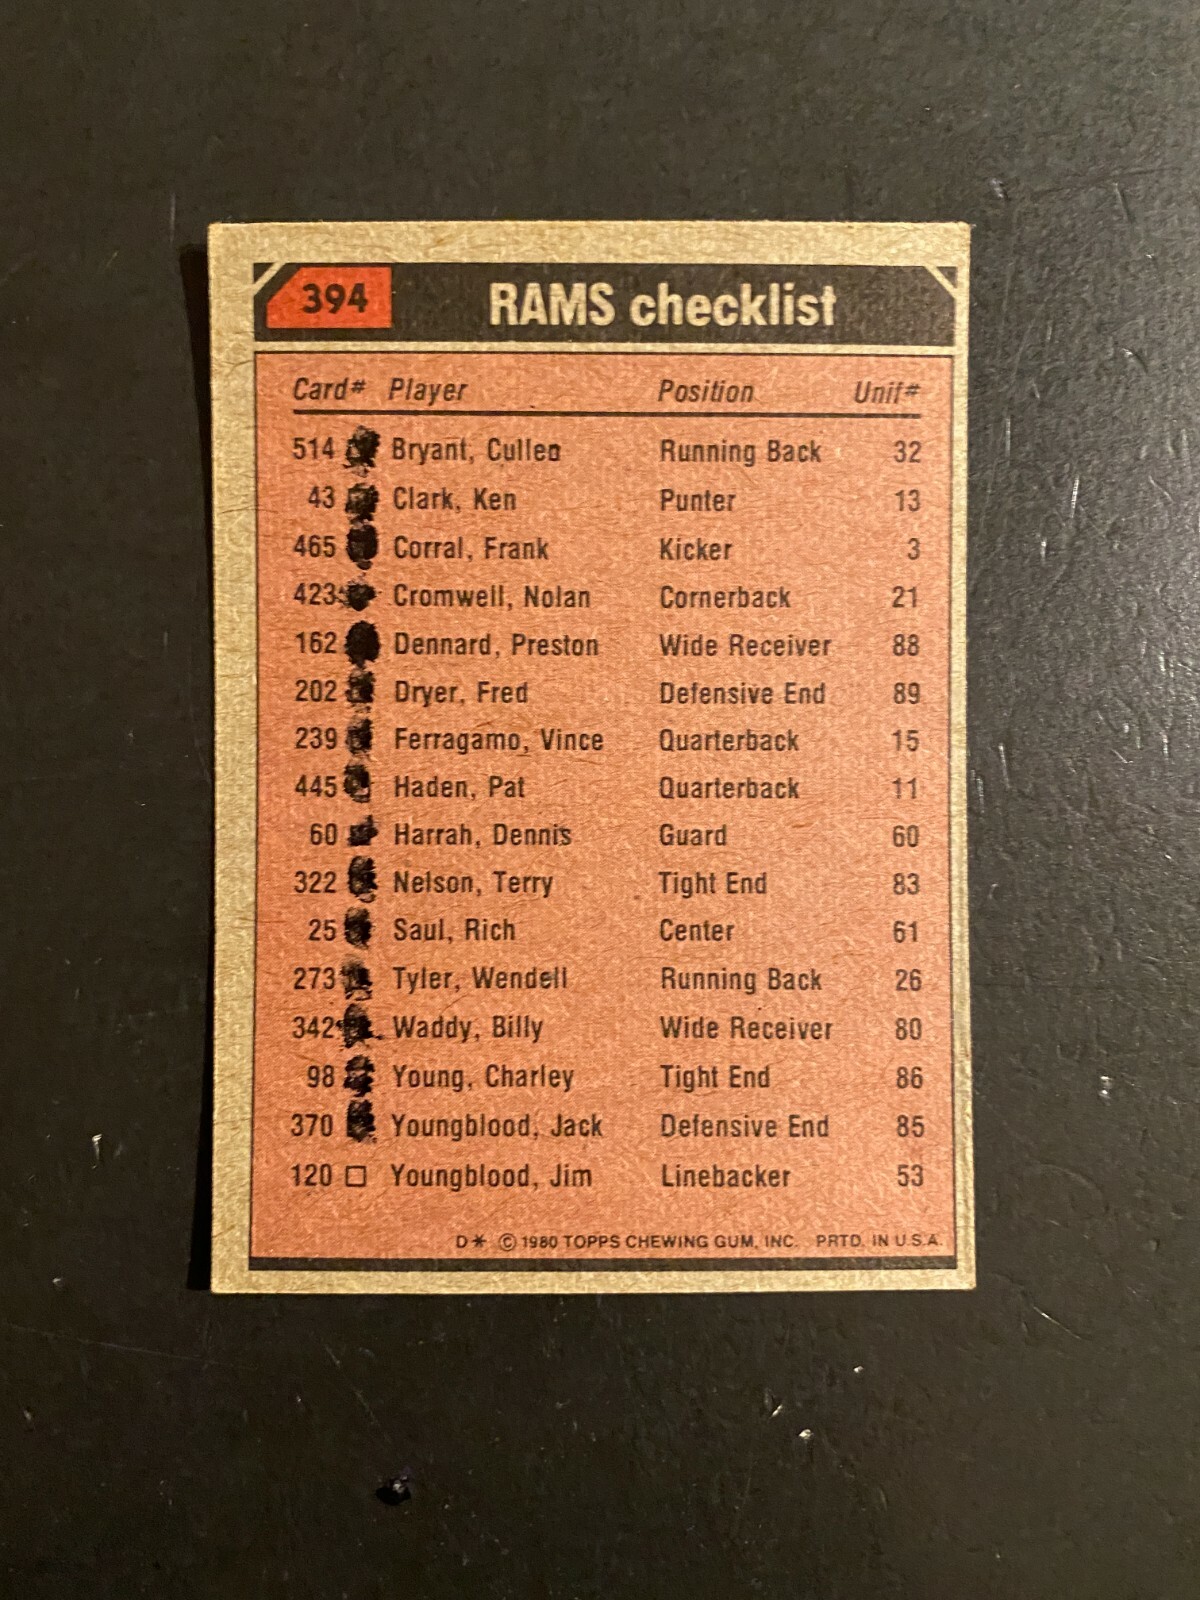 394 RAMS checklist
Card# Player Position Unif#
514 Bryant, Cullen Running Back 32
43 Clark, Ken Punter 13
465 Corral, Frank Kicker 3
423 Cromwell, Nolan Cornerback 21
162 Dennard, Preston Wide Receiver 88
202 Dryer, Fred Defensive End 89
239 Ferragamo, Vince Quarterback 15
445 Haden, Pat Quarterback 11
60 Harrah, Dennis Guard 60
322 Nelson, Terry Tight End 83
25 Saul, Rich Center 61
273 Tyler, Wendell Running Back 26
342 Waddy, Billy Wide Receiver 80
98 Young, Charley Tight End 86
370 Youngblood, Jack Defensive End 85
120 □ Youngblood, Jim Linebacker 53
D* © 1980 TOPPS CHEWING GUM, INC. PRTD. IN U.S.A.